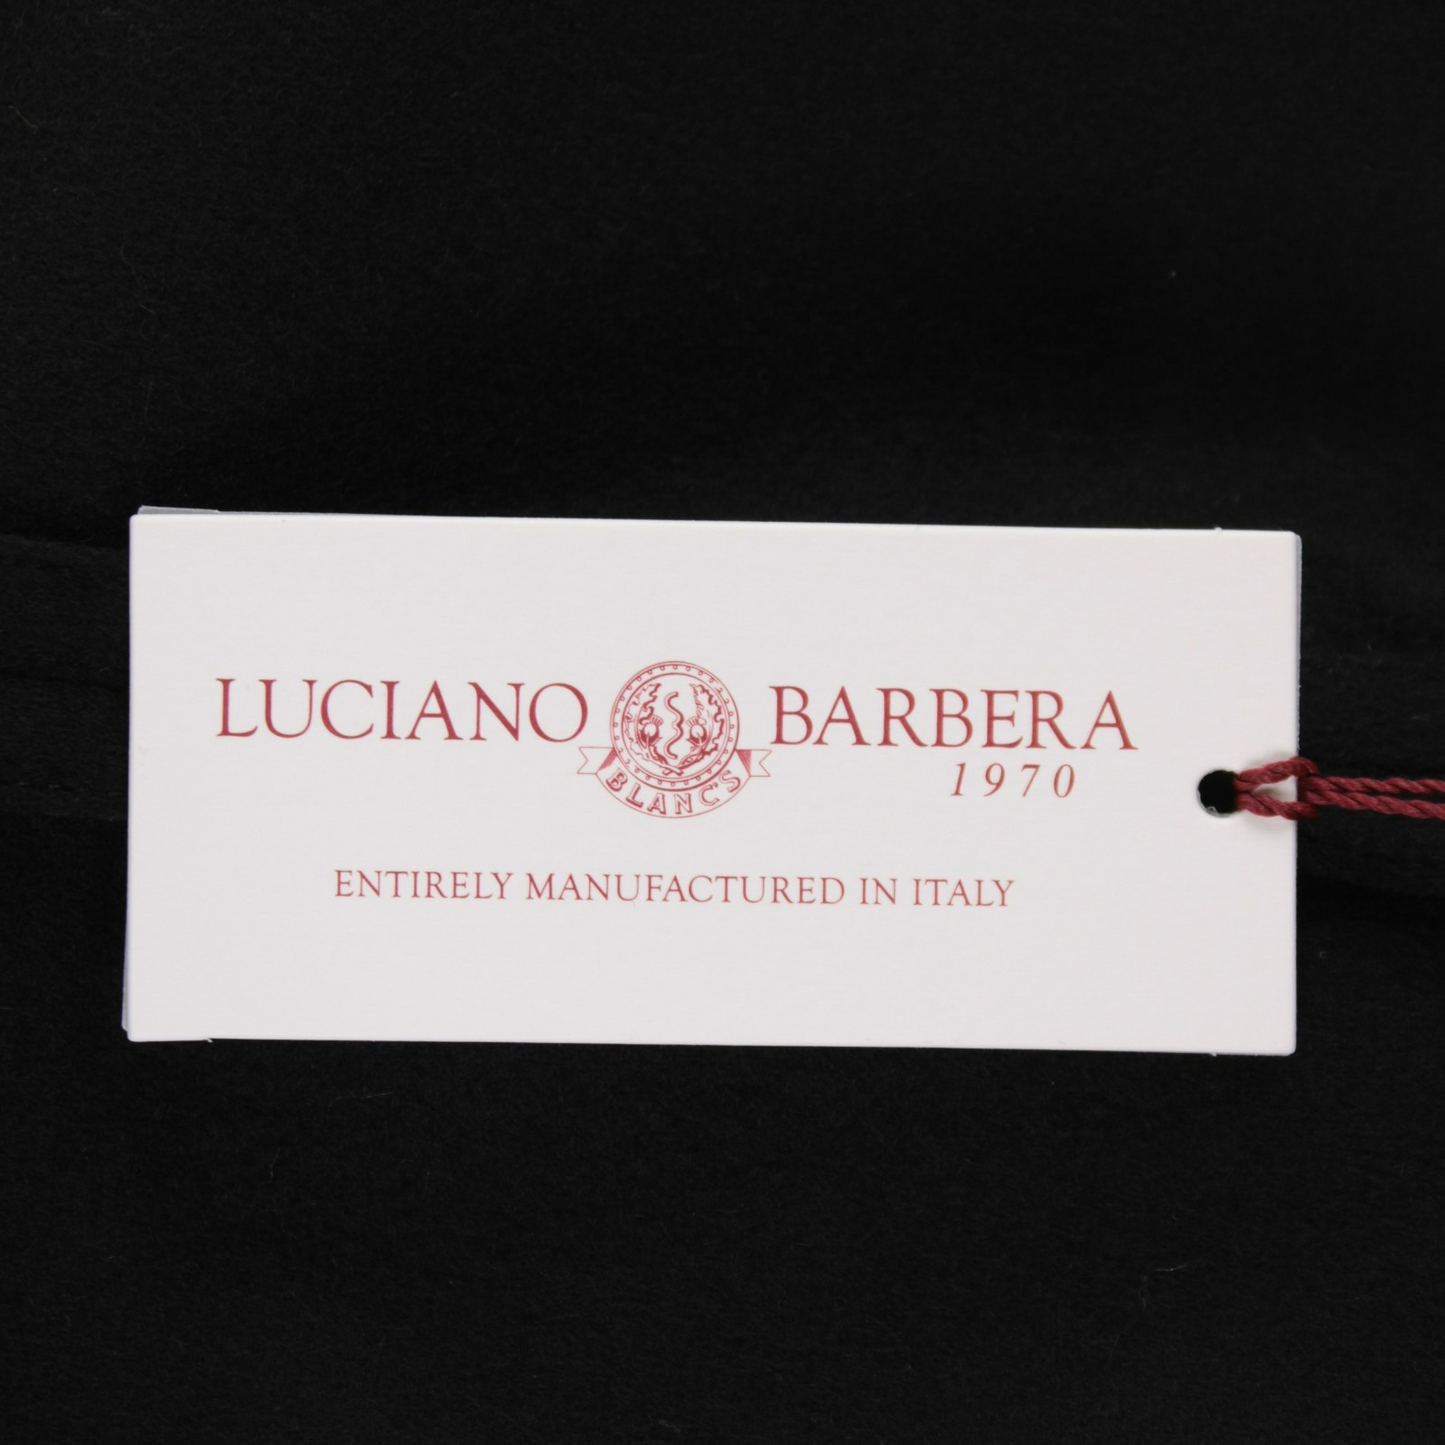 LUCIANO BARBERA
BLANC'S
1970
ENTIRELY MANUFACTURED IN ITALY